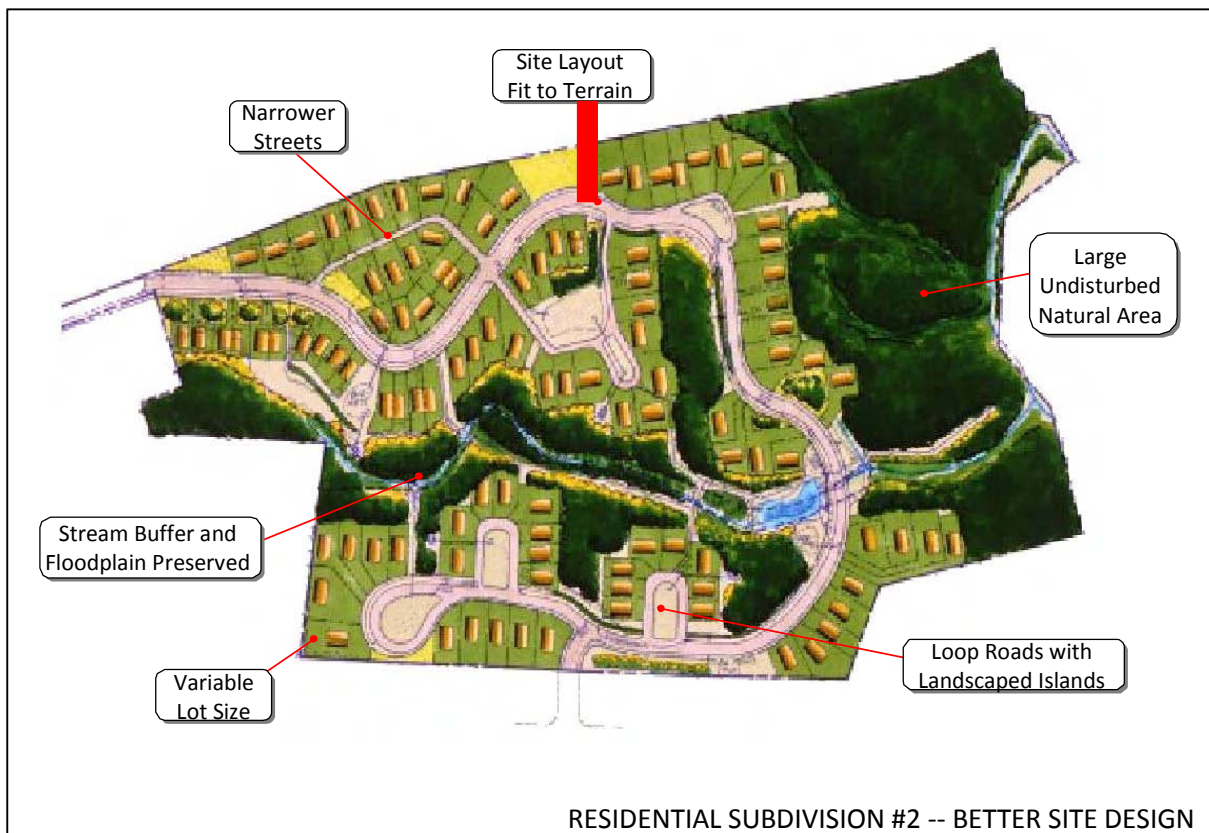 Site Layout
Fit to Terrain
Narrower
Streets
Large
Undisturbed
Natural Area
Stream Buffer and
Floodplain Preserved
Variable
Lot Size
Loop Roads with
Landscaped Islands
RESIDENTIAL SUBDIVISION #2 -- BETTER SITE DESIGN